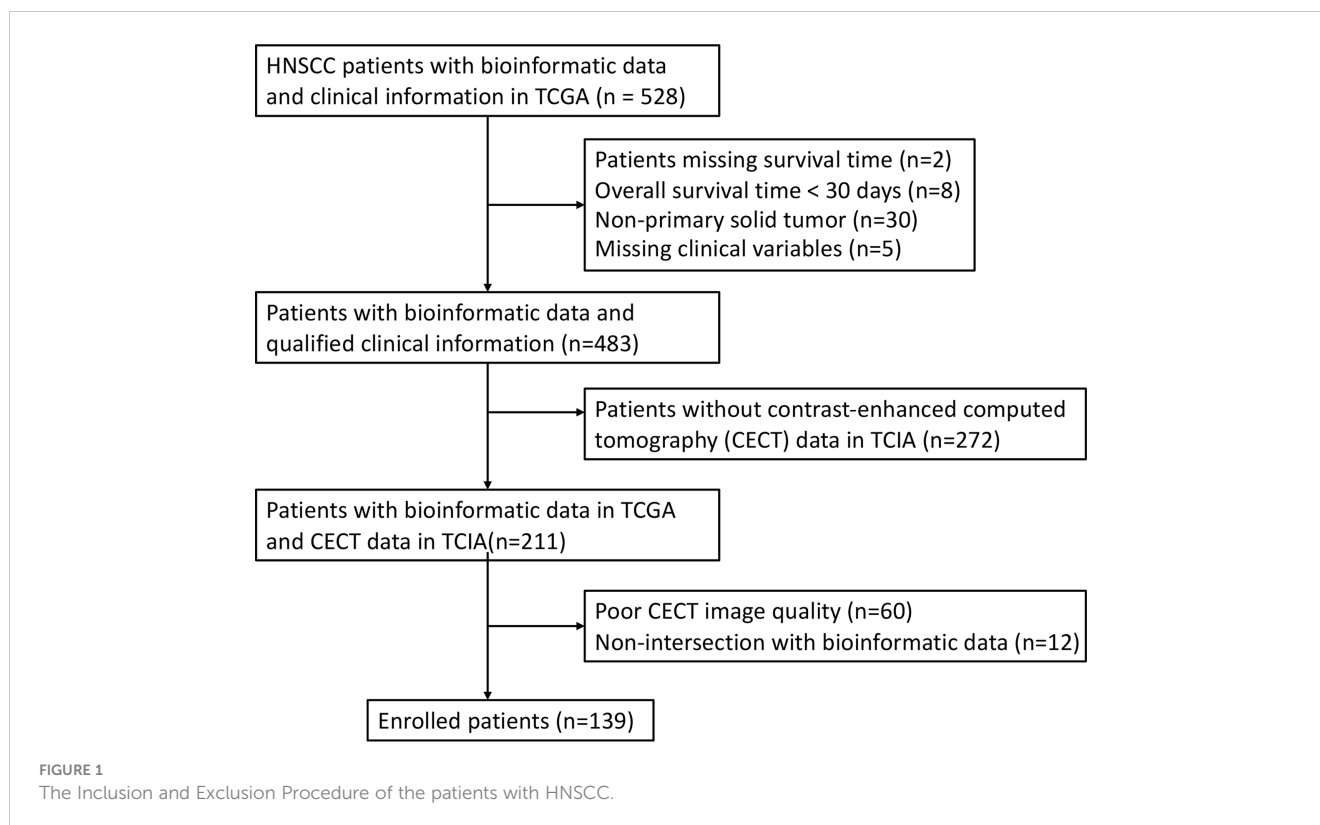 HNSCC patients with bioinformatic data
and clinical information in TCGA (n = 528)
Patients missing survival time (n=2)
Overall survival time < 30 days (n=8)
Non-primary solid tumor (n=30)
Missing clinical variables (n=5)
Patients with bioinformatic data and
qualified clinical information (n=483)
Patients without contrast-enhanced computed
tomography (CECT) data in TCIA (n=272)
Patients with bioinformatic data in TCGA
and CECT data in TCIA(n=211)
Poor CECT image quality (n=60)
Non-intersection with bioinformatic data (n=12)
Enrolled patients (n=139)
FIGURE 1
The Inclusion and Exclusion Procedure of the patients with HNSCC.